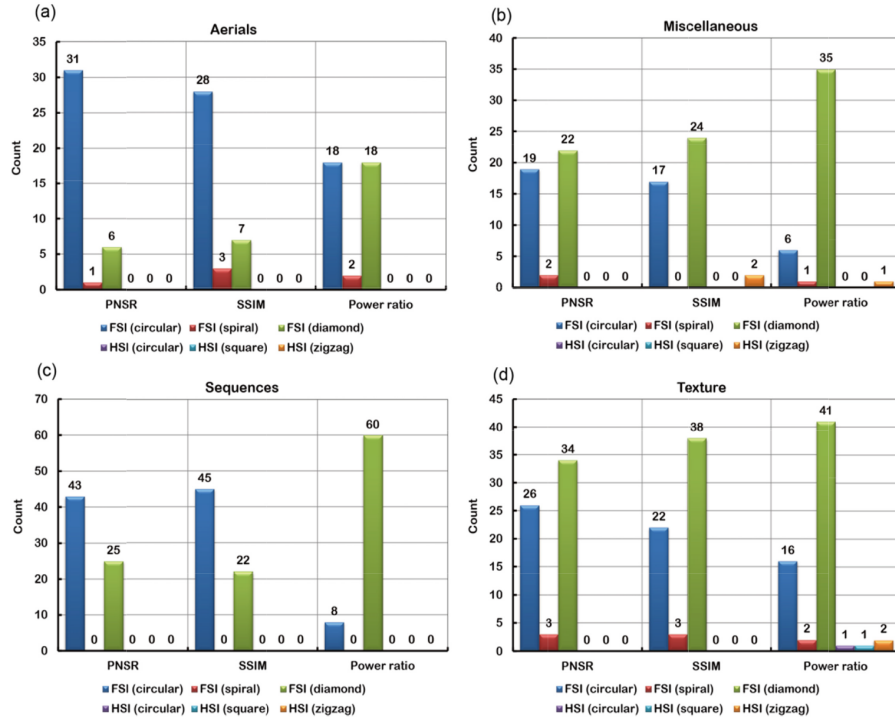 (a)
Aerials
35
30
25
20
15
10
5
0
Count
31
1
6
0 0 0
28
3
7
0 0 0
18
2
18
0 0 0
PNSR SSIM Power ratio
FSI (circular) FSI (spiral) FSI (diamond)
HSI (circular) HSI (square) HSI (zigzag)
(b)
Miscellaneous
40
35
30
25
20
15
10
5
0
Count
19
2
22
0 0 0
17
0
24
0 0
2
6
1
35
0 0
1
PNSR SSIM Power ratio
FSI (circular) FSI (spiral) FSI (diamond)
HSI (circular) HSI (square) HSI (zigzag)
(c)
Sequences
70
60
50
40
30
20
10
0
Count
43
0
25
0 0 0
45
0
22
0 0 0
8
0
60
0 0 0
PNSR SSIM Power ratio
FSI (circular) FSI (spiral) FSI (diamond)
HSI (circular) HSI (square) HSI (zigzag)
(d)
Texture
45
40
35
30
25
20
15
10
5
0
Count
26
3
34
0 0 0
22
3
38
0 0 0
16
2
41
1 1
2
PNSR SSIM Power ratio
FSI (circular) FSI (spiral) FSI (diamond)
HSI (circular) HSI (square) HSI (zigzag)